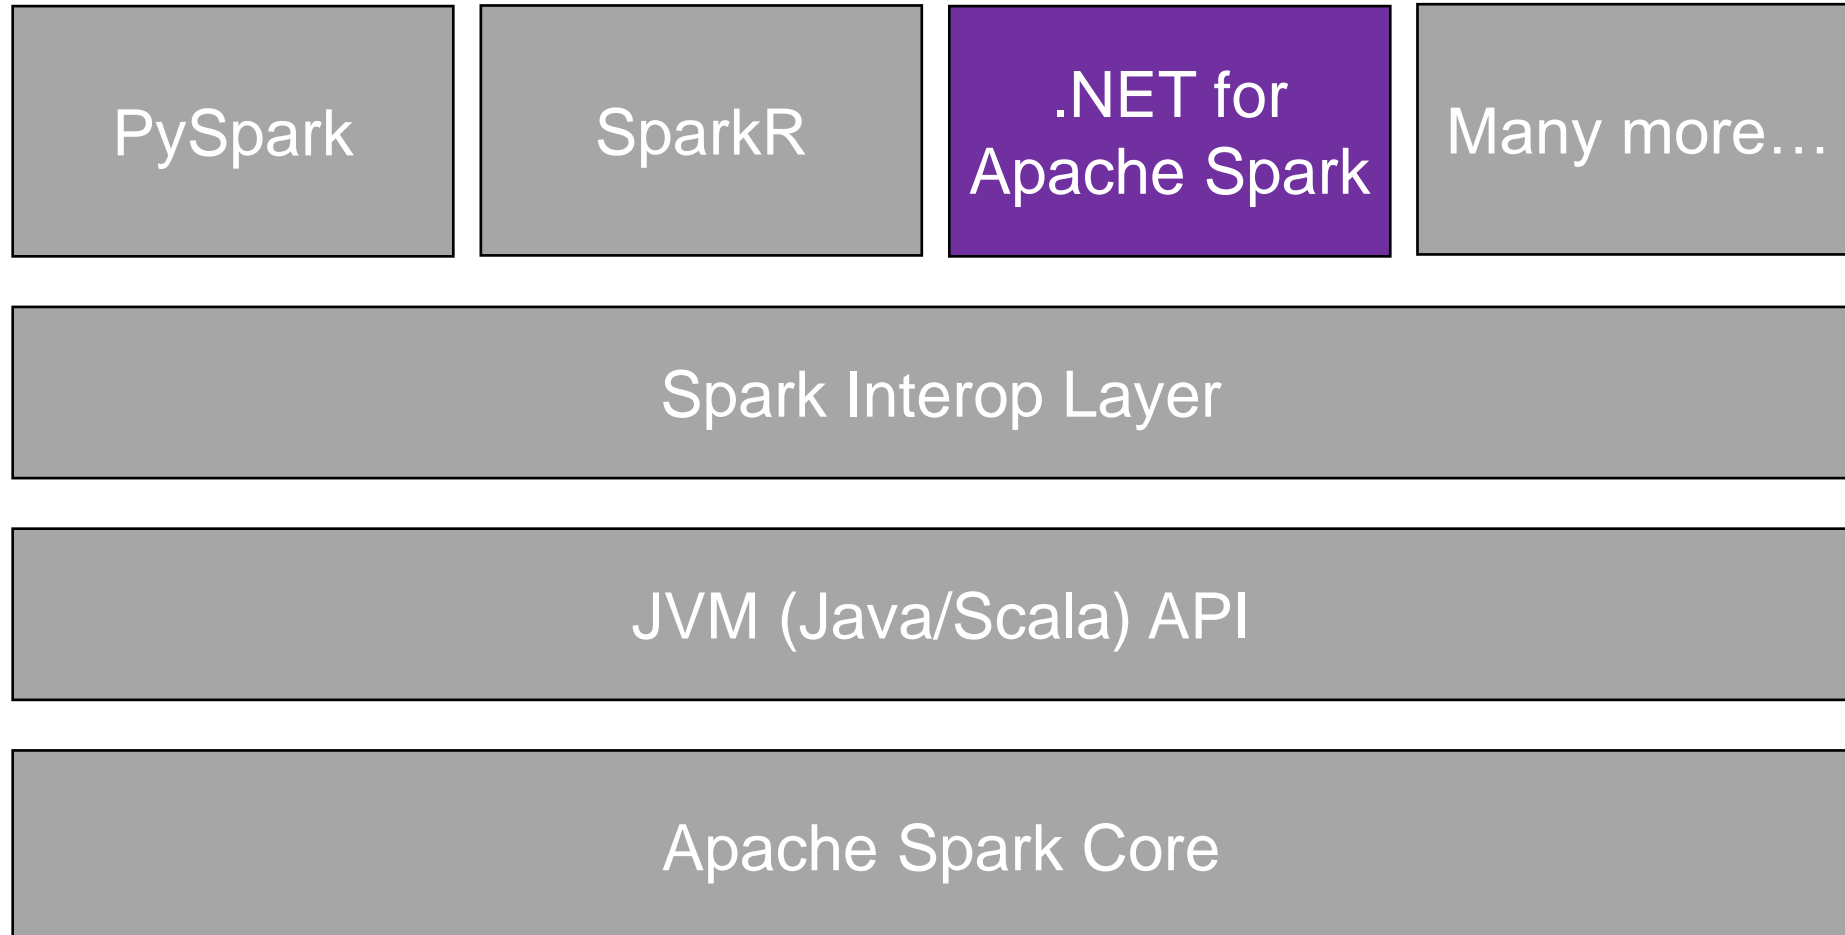 PySpark
SparkR
.NET for
Apache Spark
Many more…
Spark Interop Layer
JVM (Java/Scala) API
Apache Spark Core